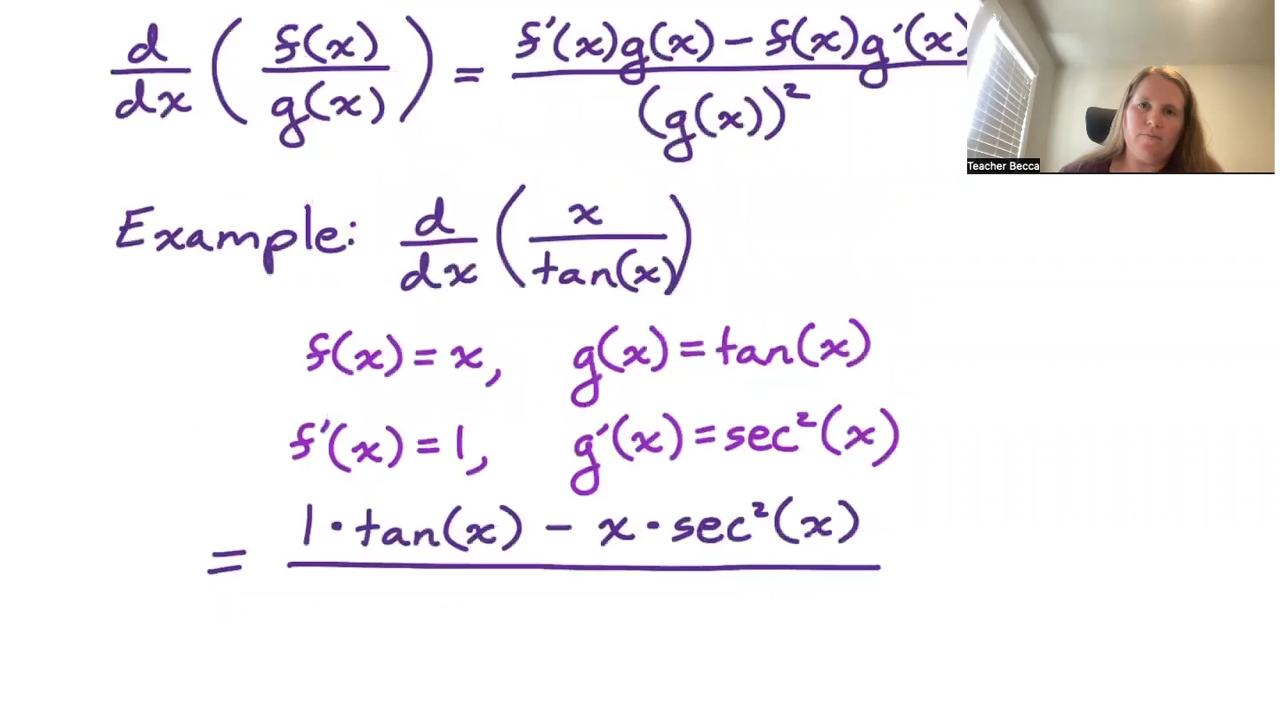 d/dx ( f(x)/g(x) ) = f'(x)g(x) − f(x)g'(x) / (g(x))²
Teacher Becca
Example: d/dx ( x/tan(x) )
f(x) = x, g(x) = tan(x)
f'(x) = 1, g'(x) = sec²(x)
= 1 · tan(x) − x · sec²(x)